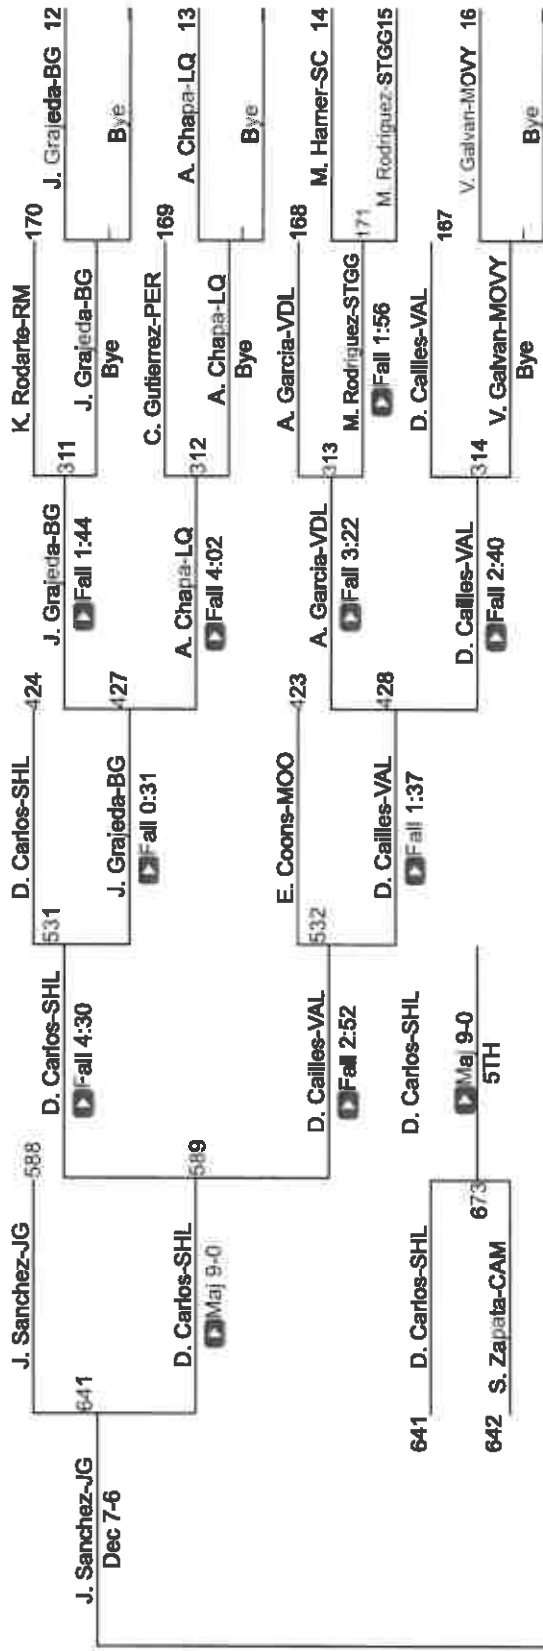 J. Sanchez-JG
Dec 7-6
J. Sanchez-JG 588
641
D. Carlos-SHL
Maj 9-0
641 D. Carlos-SHL
642 S. Zapata-CAM
D. Carlos-SHL
Fall 4:30
589
D. Cailles-VAL
Fall 2:52
D. Carlos-SHL
673 Maj 9-0
5TH
D. Carlos-SHL 424
531
J. Grajeda-BG 427
Fall 0:31
E. Coons-MOO 423
532
D. Cailles-VAL 428
Fall 1:37
J. Grajeda-BG
Fall 1:44
A. Chapa-LQ
Fall 4:02
A. Garcia-VDL
Fall 3:22
D. Cailles-VAL
Fall 2:40
K. Rodarte-RM 170
311
J. Grajeda-BG
Bye
C. Gutierrez-PER 169
312
A. Chapa-LQ
Bye
A. Garcia-VDL 168
313
M. Rodriguez-STGG 171
Fall 1:56
D. Cailles-VAL 167
314
V. Galvan-MOVY
Bye
J. Grajeda-BG 12
Bye
A. Chapa-LQ 13
Bye
M. Hamer-SC 14
M. Rodriguez-STGG15
V. Galvan-MOVY 16
Bye